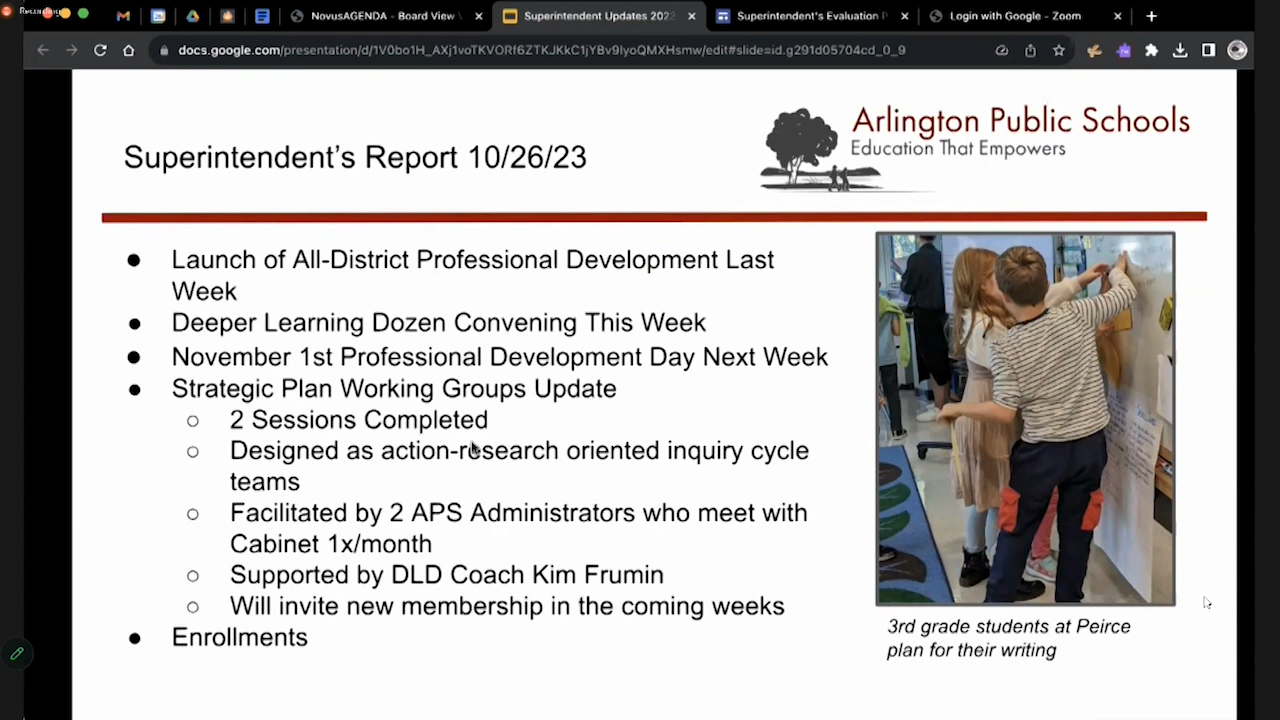 Recording
NovusAGENDA - Board View
Superintendent Updates 2023
Superintendent's Evaluation P
Login with Google - Zoom
docs.google.com/presentation/d/1V0bo1H_AXj1voTKVORf6ZTKJKkC1jYBv9lyoQMXHsmw/edit#slide=id.g291d05704cd_0_9
Arlington Public Schools
Education That Empowers
Superintendent's Report 10/26/23
● Launch of All-District Professional Development Last
Week
● Deeper Learning Dozen Convening This Week
● November 1st Professional Development Day Next Week
● Strategic Plan Working Groups Update
○ 2 Sessions Completed
○ Designed as action-research oriented inquiry cycle
teams
○ Facilitated by 2 APS Administrators who meet with
Cabinet 1x/month
○ Supported by DLD Coach Kim Frumin
○ Will invite new membership in the coming weeks
● Enrollments
3rd grade students at Peirce
plan for their writing